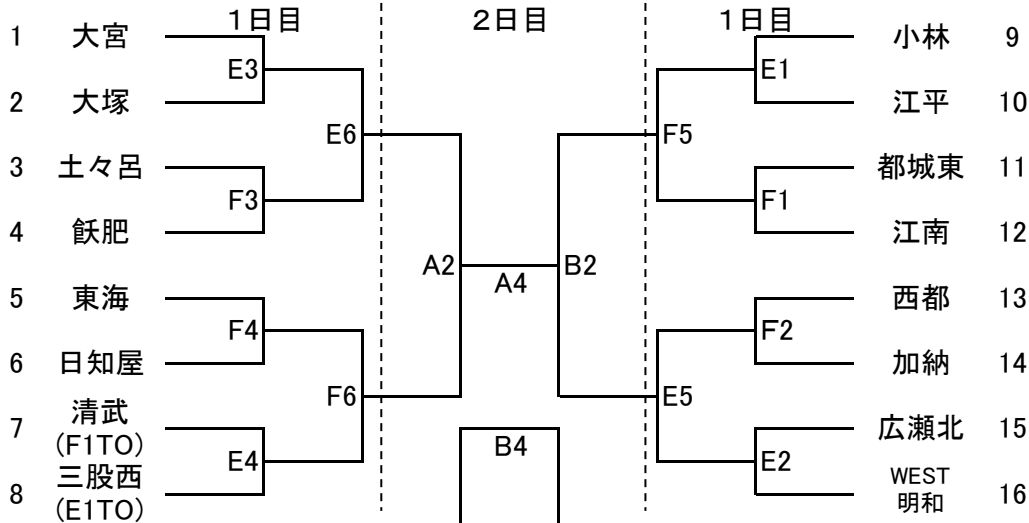 1日目 2日目 1日目
1 大宮 小林 9
E3 E1
2 大塚 江平 10
E6 F5
3 土々呂 都城東 11
F3 F1
4 飫肥 江南 12
A2 A4 B2
5 東海 西都 13
F4 F2
6 日知屋 加納 14
F6 E5
7 清武 広瀬北 15
(F1TO)
E4 B4 E2
8 三股西 WEST 16
(E1TO) 明和